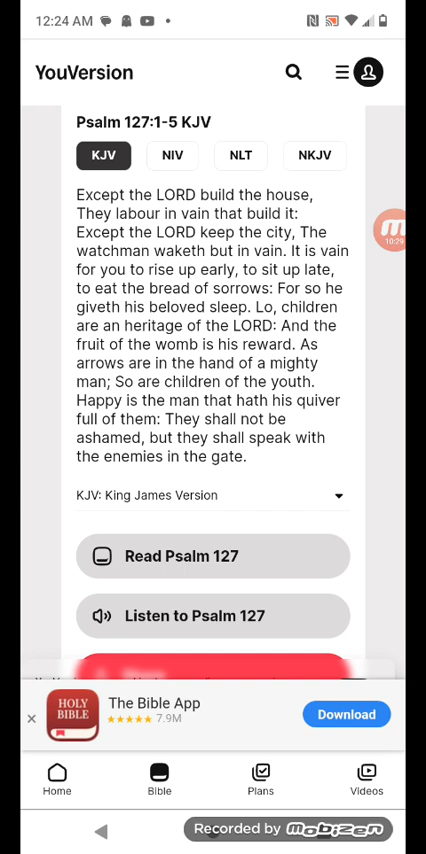 12:24 AM
YouVersion
Psalm 127:1-5 KJV
KJV NIV NLT NKJV
Except the LORD build the house,
They labour in vain that build it:
Except the LORD keep the city, The
watchman waketh but in vain. It is vain
for you to rise up early, to sit up late,
to eat the bread of sorrows: For so he
giveth his beloved sleep. Lo, children
are an heritage of the LORD: And the
fruit of the womb is his reward. As
arrows are in the hand of a mighty
man; So are children of the youth.
Happy is the man that hath his quiver
full of them: They shall not be
ashamed, but they shall speak with
the enemies in the gate.
10:29
KJV: King James Version
Read Psalm 127
Listen to Psalm 127
HOLY
BIBLE
The Bible App
7.9M
Download
Home Bible Plans Videos
Recorded by mobizen